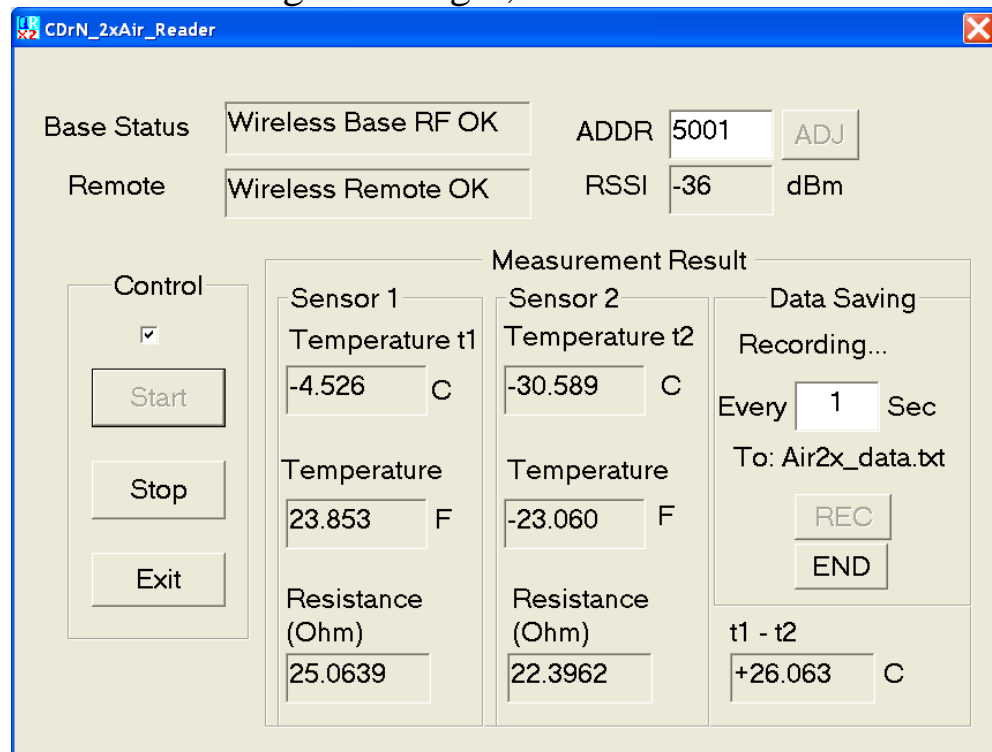 CDrN_2xAir_Reader
Base Status Wireless Base RF OK ADDR 5001 ADJ
Remote Wireless Remote OK RSSI -36 dBm
Measurement Result
Control Sensor 1 Sensor 2 Data Saving
Temperature t1 Temperature t2 Recording...
Start -4.526 C -30.589 C Every 1 Sec
Temperature Temperature To: Air2x_data.txt
Stop 23.853 F -23.060 F REC
Exit END
Resistance Resistance
(Ohm) (Ohm) t1 - t2
25.0639 22.3962 +26.063 C